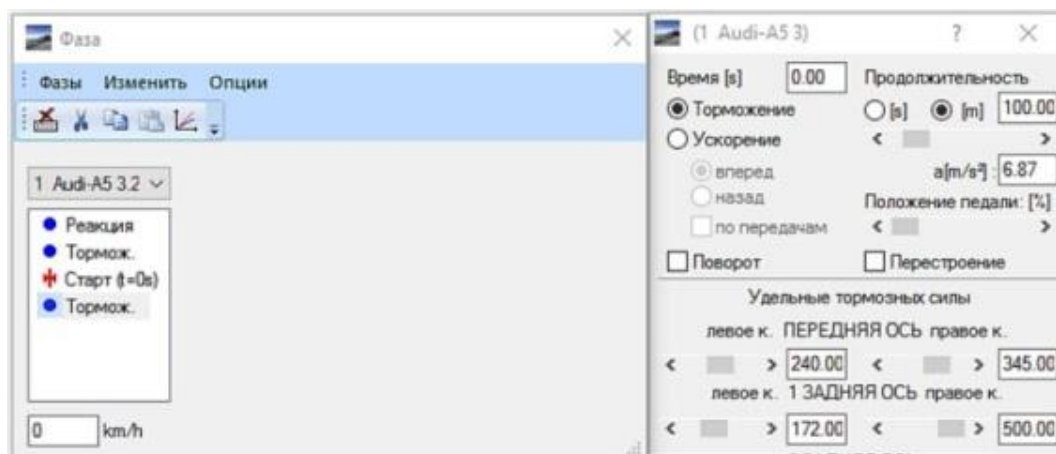 Фаза
Фазы Изменить Опции
1 Audi-A5 3.2
Реакция
Тормож.
Старт (t=0s)
Тормож.
0 km/h
(1 Audi-A5 3) ?
Время [s] 0.00 Продолжительность
Торможение [s] [m] 100.00
Ускорение
вперед a[m/s²] : 6.87
назад Положение педали: [%]
по передачам
Поворот Перестроение
Удельные тормозных силы
левое к. ПЕРЕДНЯЯ ОСЬ правое к.
< > 240.00 < > 345.00
левое к. 1 ЗАДНЯЯ ОСЬ правое к.
< > 172.00 < > 500.00